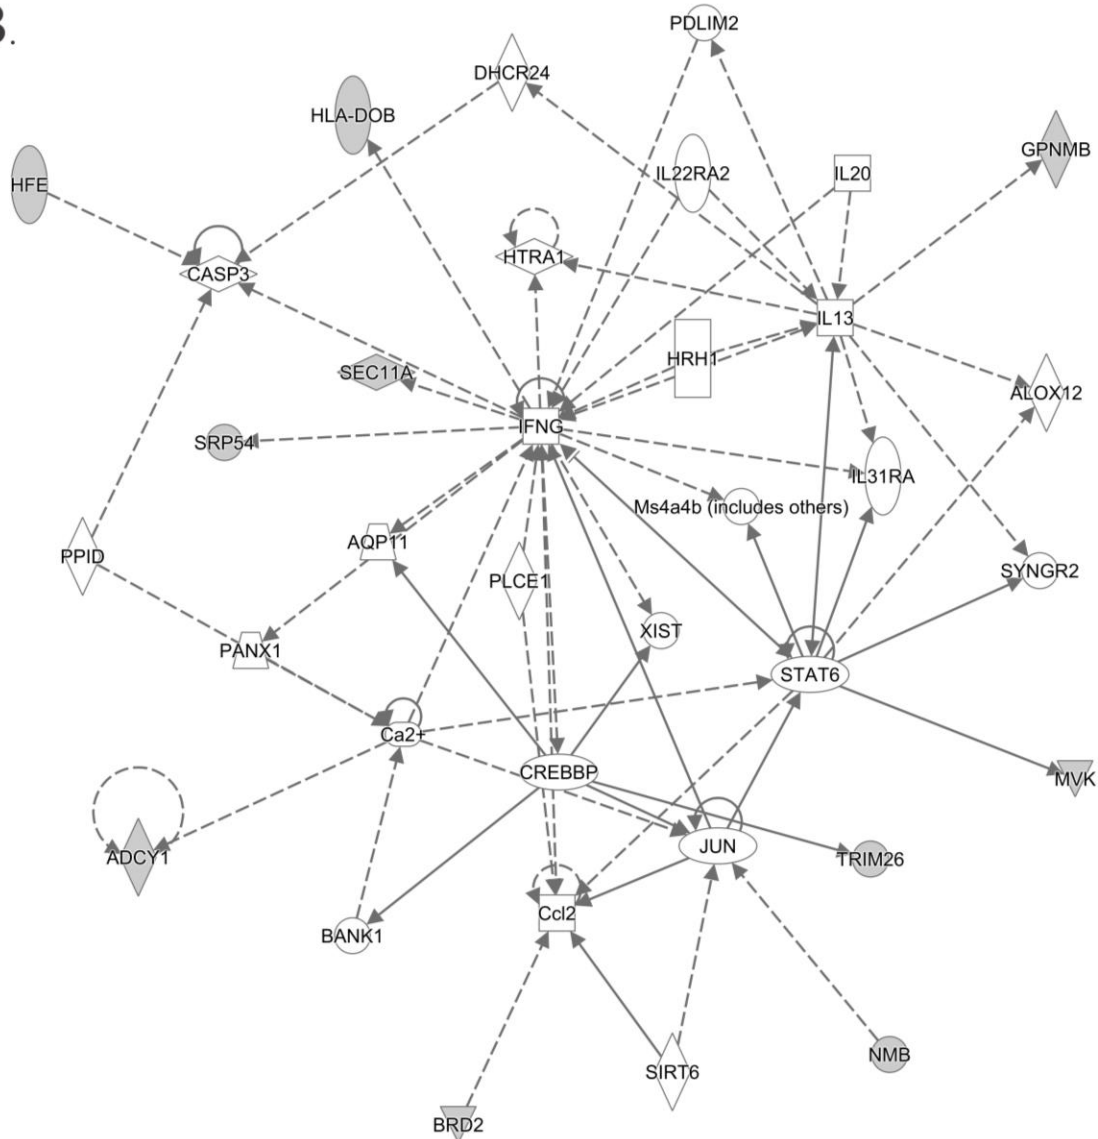 B.
PDLIM2
DHCR24
HLA-DOB
GPNMB
IL22RA2
IL20
HFE
HTRA1
CASP3
IL13
HRH1
SEC11A
ALOX12
IFNG
SRP54
IL31RA
Ms4a4b (includes others)
AQP11
PPID
PLCE1
SYNGR2
XIST
PANX1
STAT6
Ca2+
CREBBP
MVK
JUN
ADCY1
TRIM26
Ccl2
BANK1
NMB
SIRT6
BRD2